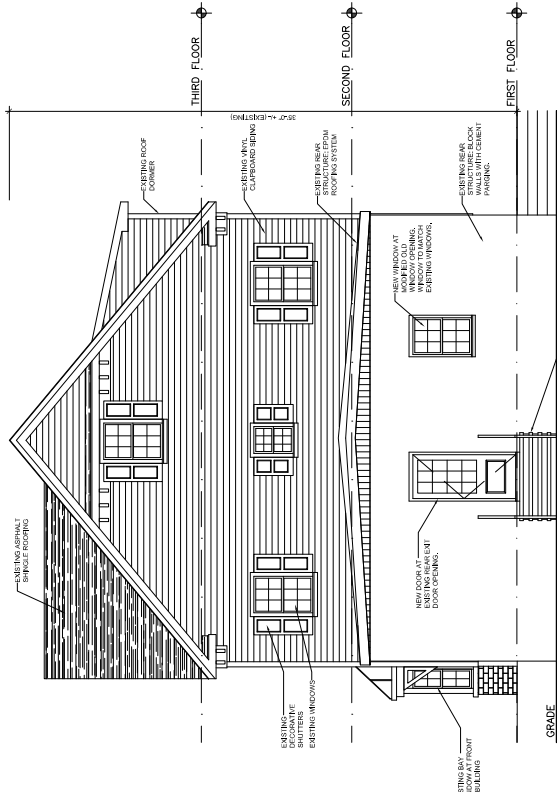 THIRD FLOOR
SECOND FLOOR
FIRST FLOOR
35'-0" +/- (EXISTING)
EXISTING ROOF
DORMER
EXISTING VINYL
CLAPBOARD SIDING
EXISTING REAR
STRUCTURE: EPDM
ROOFING SYSTEM
EXISTING REAR
STRUCTURE: BLOCK
WALLS WITH CEMENT
PARGING.
NEW WINDOW AT
MODIFIED OLD
WINDOW OPENING.
WINDOW TO MATCH
EXISTING WINDOWS.
EXISTING ASPHALT
SHINGLE ROOFING
NEW DOOR AT
EXISTING REAR EXIT
DOOR OPENING.
EXISTING
DECORATIVE
SHUTTERS
EXISTING WINDOWS
STING BAY
NDOW AT FRONT
BUILDING
GRADE